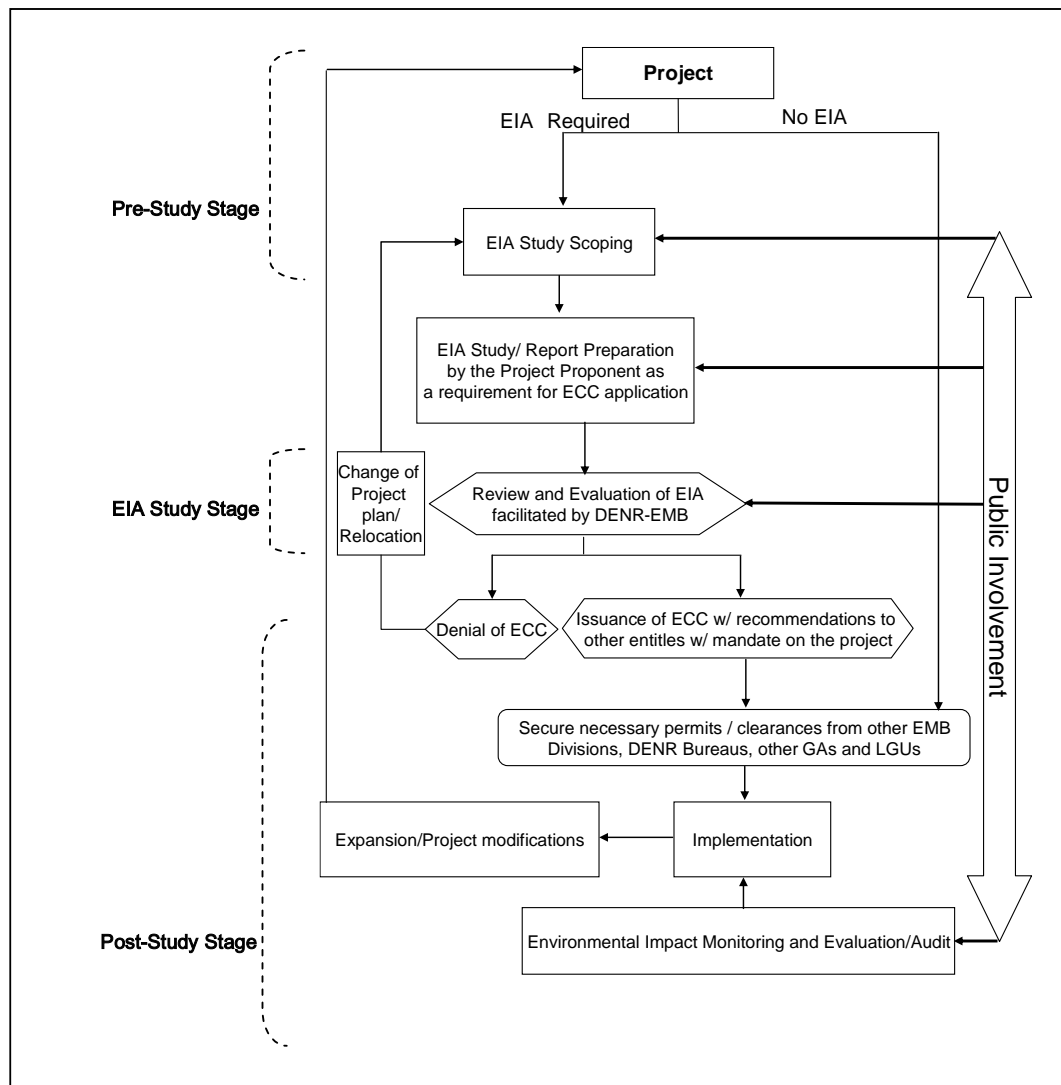 Project
EIA Required
No EIA
Pre-Study Stage
EIA Study Scoping
EIA Study/ Report Preparation
by the Project Proponent as
a requirement for ECC application
EIA Study Stage
Change of
Project
plan/
Relocation
Review and Evaluation of EIA
facilitated by DENR-EMB
Public Involvement
Denial of ECC
Issuance of ECC w/ recommendations to
other entitles w/ mandate on the project
Secure necessary permits / clearances from other EMB
Divisions, DENR Bureaus, other GAs and LGUs
Expansion/Project modifications
Implementation
Post-Study Stage
Environmental Impact Monitoring and Evaluation/Audit